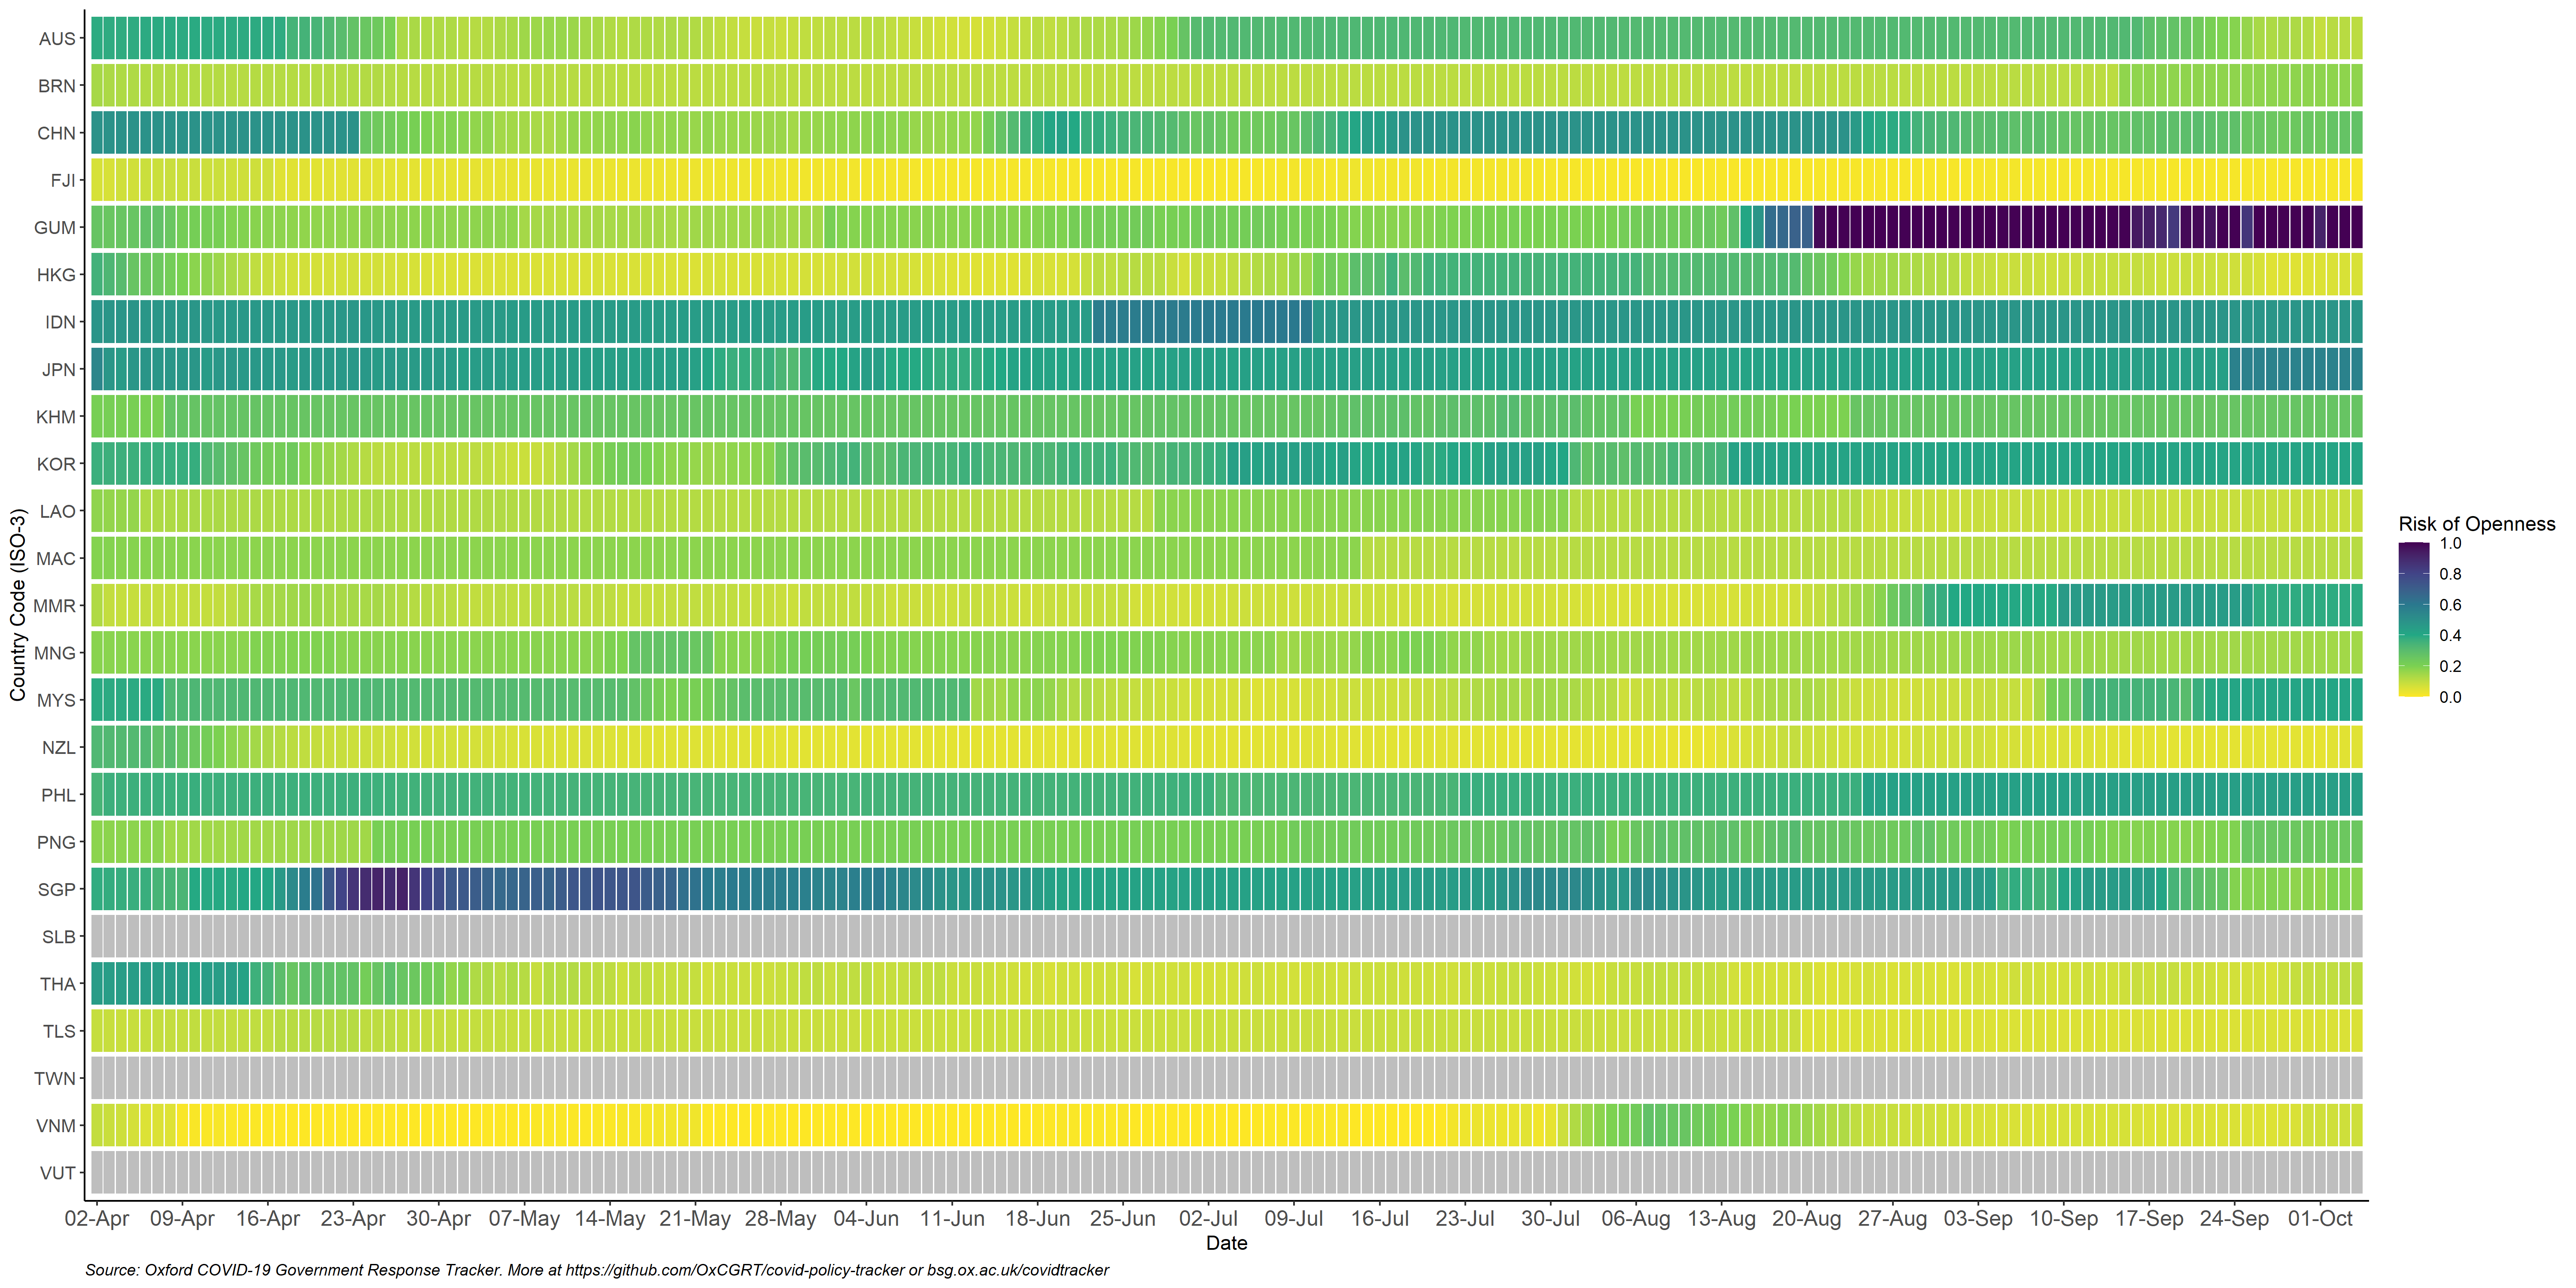 AUS
BRN
CHN
FJI
GUM
HKG
IDN
JPN
KHM
KOR
LAO
MAC
MMR
MNG
MYS
NZL
PHL
PNG
SGP
SLB
THA
TLS
TWN
VNM
VUT
Country Code (ISO-3)
02-Apr 09-Apr 16-Apr 23-Apr 30-Apr 07-May 14-May 21-May 28-May 04-Jun 11-Jun 18-Jun 25-Jun 02-Jul 09-Jul 16-Jul 23-Jul 30-Jul 06-Aug 13-Aug 20-Aug 27-Aug 03-Sep 10-Sep 17-Sep 24-Sep 01-Oct
Date
Risk of Openness
1.0
0.8
0.6
0.4
0.2
0.0
Source: Oxford COVID-19 Government Response Tracker. More at https://github.com/OxCGRT/covid-policy-tracker or bsg.ox.ac.uk/covidtracker